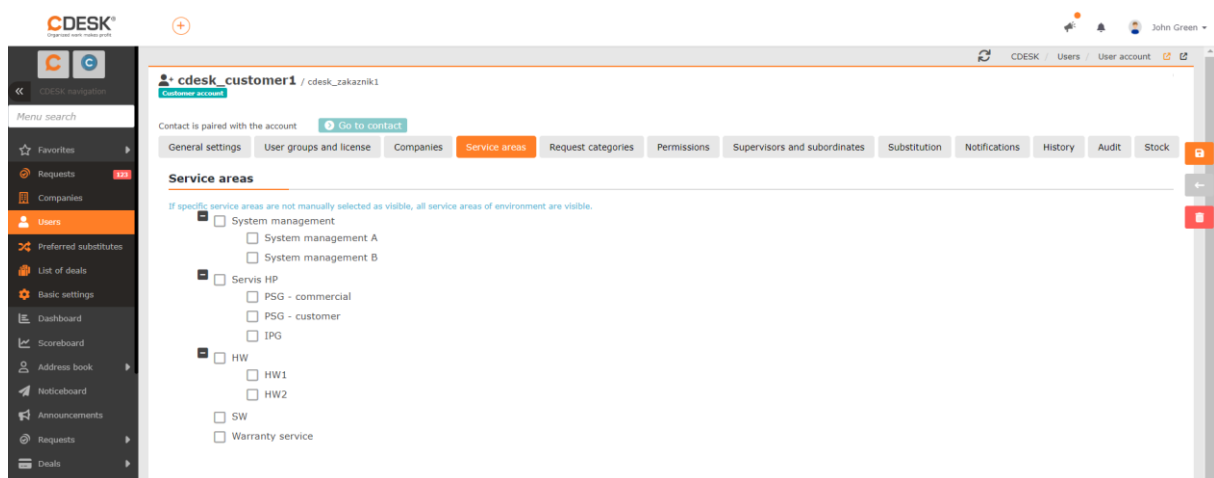 CDESK®
Organized work makes profit
John Green
CDESK / Users / User account
CDESK navigation
Menu search
Favorites
Requests 123
Companies
Users
Preferred substitutes
List of deals
Basic settings
Dashboard
Scoreboard
Address book
Noticeboard
Announcements
Requests
Deals
cdesk_customer1 / cdesk_zakaznik1
Customer account
Contact is paired with the account Go to contact
General settings User groups and license Companies Service areas Request categories Permissions Supervisors and subordinates Substitution Notifications History Audit Stock
Service areas
If specific service areas are not manually selected as visible, all service areas of environment are visible.
System management
System management A
System management B
Servis HP
PSG - commercial
PSG - customer
IPG
HW
HW1
HW2
SW
Warranty service